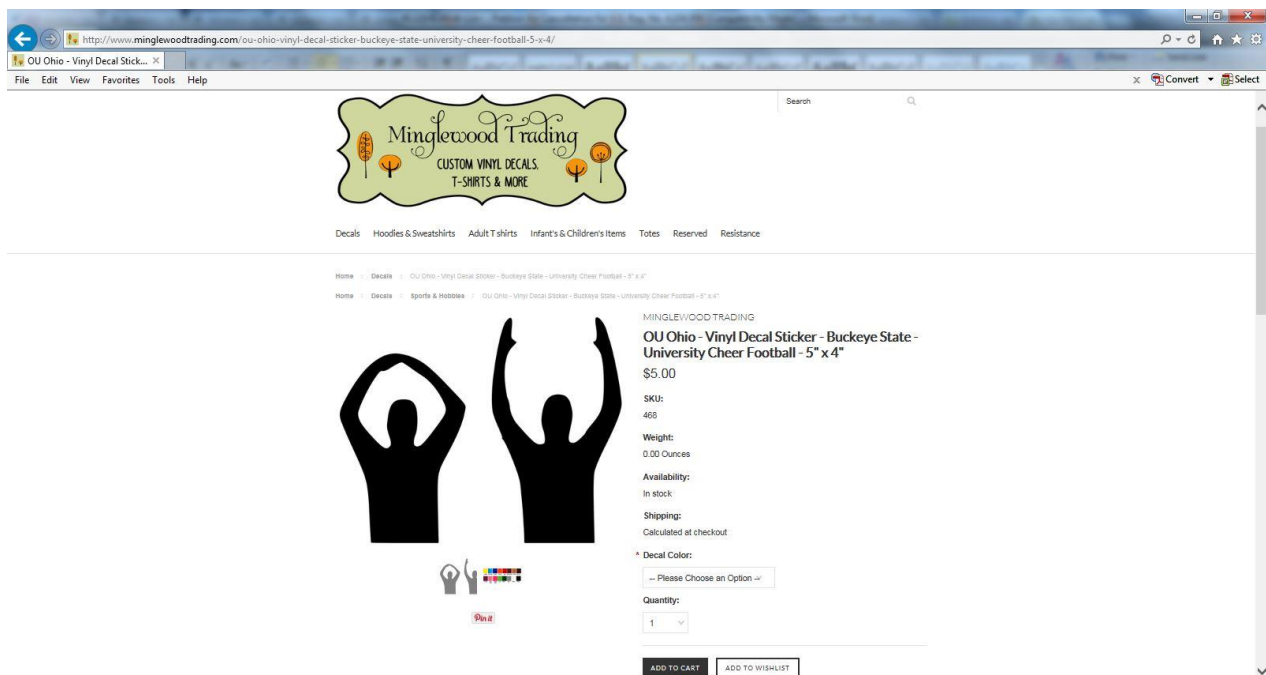 http://www.minglewoodtrading.com/ou-ohio-vinyl-decal-sticker-buckeye-state-university-cheer-football-5-x-4/
OU Ohio - Vinyl Decal Stick...
File Edit View Favorites Tools Help
x Convert Select
Minglewood Trading
CUSTOM VINYL DECALS.
T-SHIRTS & MORE
Search
Decals Hoodies & Sweatshirts Adult T shirts Infant's & Children's Items Totes Reserved Resistance
Home :: Decals :: OU Ohio - Vinyl Decal Sticker - Buckeye State - University Cheer Football - 5" x 4"
Home :: Decals :: Sports & Hobbies :: OU Ohio - Vinyl Decal Sticker - Buckeye State - University Cheer Football - 5" x 4"
MINGLEWOOD TRADING
OU Ohio - Vinyl Decal Sticker - Buckeye State -
University Cheer Football - 5" x 4"
$5.00
SKU:
468
Weight:
0.00 Ounces
Availability:
In stock
Shipping:
Calculated at checkout
* Decal Color:
-- Please Choose an Option --
Quantity:
1
Pin it
ADD TO CART ADD TO WISHLIST